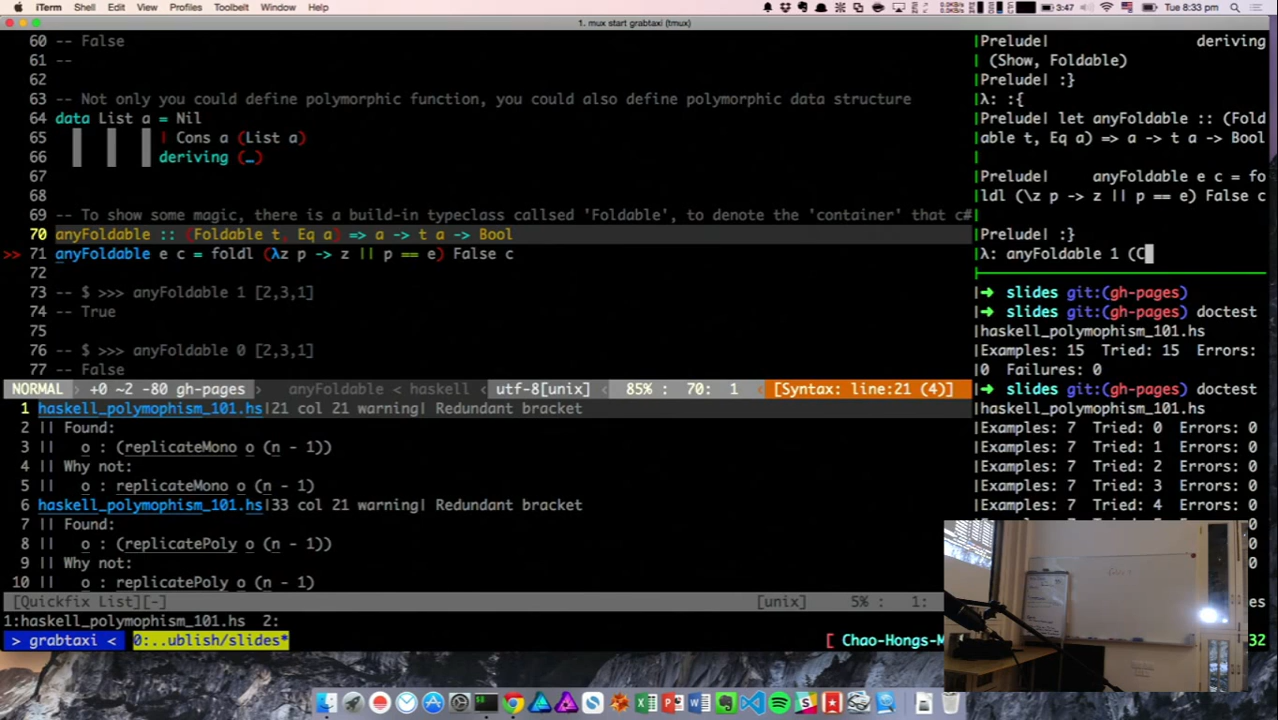 iTerm Shell Edit View Profiles Toolbelt Window Help
3:47
Tue 8:33 pm
1. mux start grabtaxi (tmux)
60 -- False
61 --
62
63 -- Not only you could define polymorphic function, you could also define polymorphic data structure
64 data List a = Nil
65 | Cons a (List a)
66 deriving (…)
67
68
69 -- To show some magic, there is a build-in typeclass callsed 'Foldable', to denote the 'container' that c#
70 anyFoldable :: (Foldable t, Eq a) => a -> t a -> Bool
>> 71 anyFoldable e c = foldl (λz p -> z || p == e) False c
72
73 -- $ >>> anyFoldable 1 [2,3,1]
74 -- True
75
76 -- $ >>> anyFoldable 0 [2,3,1]
77 -- False
NORMAL +0 ~2 -80 gh-pages anyFoldable < haskell utf-8[unix] 85% : 70: 1 [Syntax: line:21 (4)]
1 haskell_polymophism_101.hs|21 col 21 warning| Redundant bracket
2 || Found:
3 || o : (replicateMono o (n - 1))
4 || Why not:
5 || o : replicateMono o (n - 1)
6 haskell_polymophism_101.hs|33 col 21 warning| Redundant bracket
7 || Found:
8 || o : (replicatePoly o (n - 1))
9 || Why not:
10 || o : replicatePoly o (n - 1)
[Quickfix List][-] [unix] 5% : 1:
1:haskell_polymophism_101.hs 2:
> grabtaxi < 0:..ublish/slides* [ Chao-Hongs-M
32
|Prelude| deriving
| (Show, Foldable)
|Prelude| :}
|λ: :{
|Prelude| let anyFoldable :: (Fold
|able t, Eq a) => a -> t a -> Bool
|Prelude| anyFoldable e c = fo
|ldl (\z p -> z || p == e) False c
|Prelude| :}
|λ: anyFoldable 1 (C
|➜ slides git:(gh-pages)
|➜ slides git:(gh-pages) doctest
|haskell_polymophism_101.hs
|Examples: 15 Tried: 15 Errors:
|0 Failures: 0
|➜ slides git:(gh-pages) doctest
|haskell_polymophism_101.hs
|Examples: 7 Tried: 0 Errors: 0
|Examples: 7 Tried: 1 Errors: 0
|Examples: 7 Tried: 2 Errors: 0
|Examples: 7 Tried: 3 Errors: 0
|Examples: 7 Tried: 4 Errors: 0